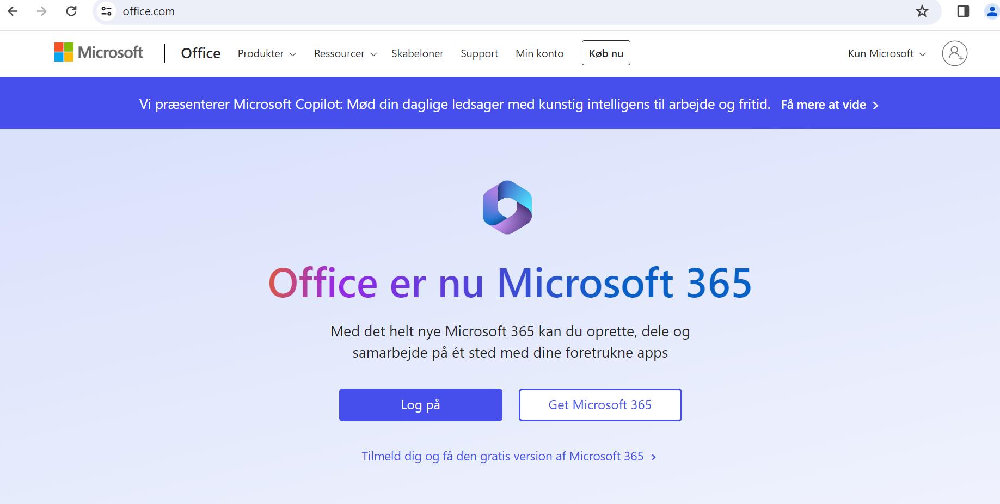 office.com
Microsoft Office Produkter Ressourcer Skabeloner Support Min konto Køb nu Kun Microsoft
Vi præsenterer Microsoft Copilot: Mød din daglige ledsager med kunstig intelligens til arbejde og fritid. Få mere at vide
Office er nu Microsoft 365
Med det helt nye Microsoft 365 kan du oprette, dele og
samarbejde på ét sted med dine foretrukne apps
Log på Get Microsoft 365
Tilmeld dig og få den gratis version af Microsoft 365